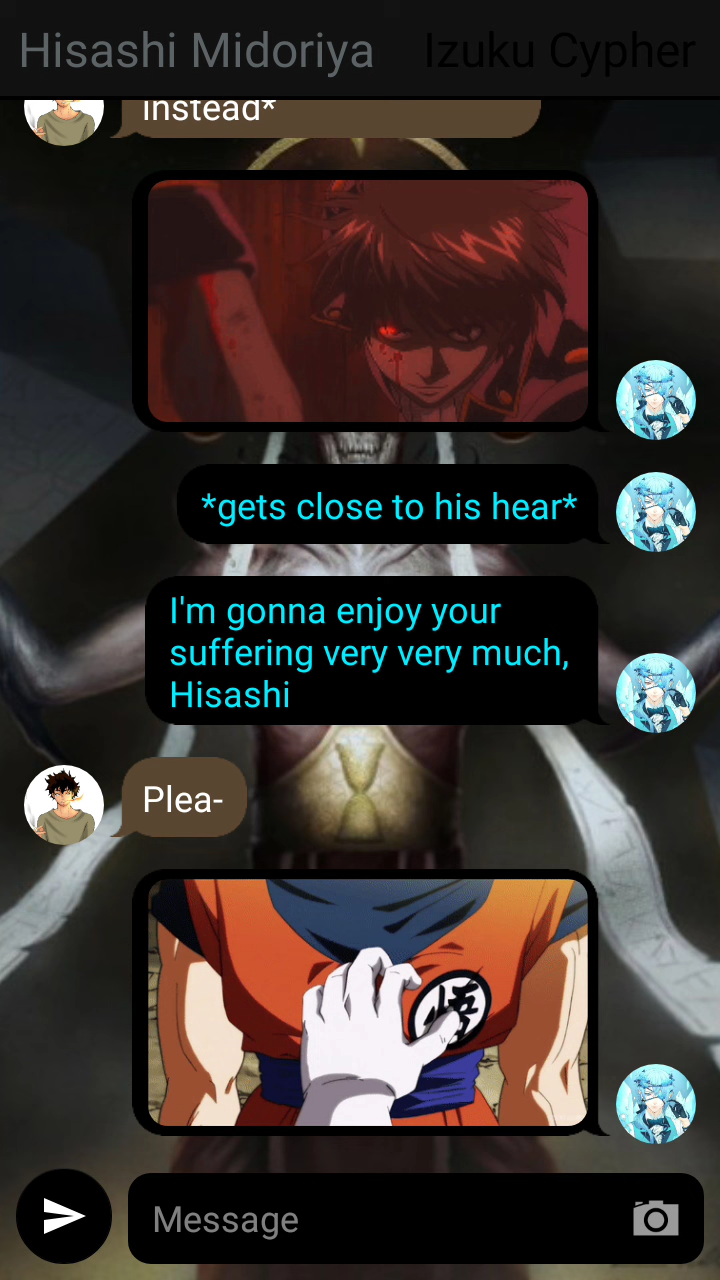 Hisashi Midoriya Izuku Cypher
instead*
*gets close to his hear*
I'm gonna enjoy your
suffering very very much,
Hisashi
Plea-
悟
Message